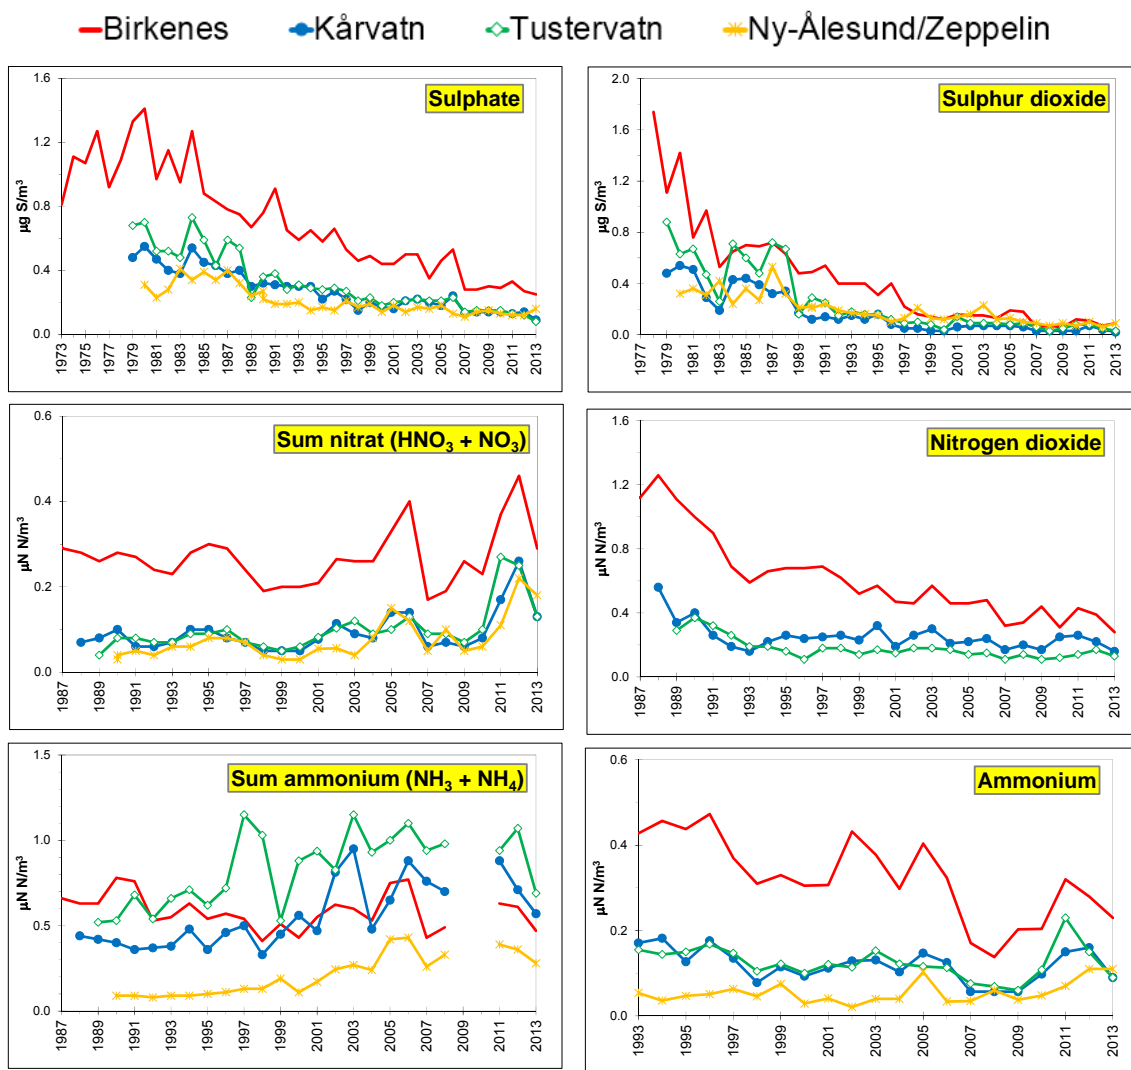 Birkenes Kårvatn Tustervatn Ny-Ålesund/Zeppelin
Sulphate
µg S/m³
1.6
1.2
0.8
0.4
0.0
1973 1975 1977 1979 1981 1983 1985 1987 1989 1991 1993 1995 1997 1999 2001 2003 2005 2007 2009 2011 2013
Sulphur dioxide
µg S/m³
2.0
1.6
1.2
0.8
0.4
0.0
1977 1979 1981 1983 1985 1987 1989 1991 1993 1995 1997 1999 2001 2003 2005 2007 2009 2011 2013
Sum nitrat (HNO₃ + NO₃)
µN N/m³
0.6
0.4
0.2
0.0
1987 1989 1991 1993 1995 1997 1999 2001 2003 2005 2007 2009 2011 2013
Nitrogen dioxide
µN N/m³
1.6
1.2
0.8
0.4
0.0
1987 1989 1991 1993 1995 1997 1999 2001 2003 2005 2007 2009 2011 2013
Sum ammonium (NH₃ + NH₄)
µN N/m³
1.5
1.0
0.5
0.0
1987 1989 1991 1993 1995 1997 1999 2001 2003 2005 2007 2009 2011 2013
Ammonium
µN N/m³
0.6
0.4
0.2
0.0
1993 1995 1997 1999 2001 2003 2005 2007 2009 2011 2013